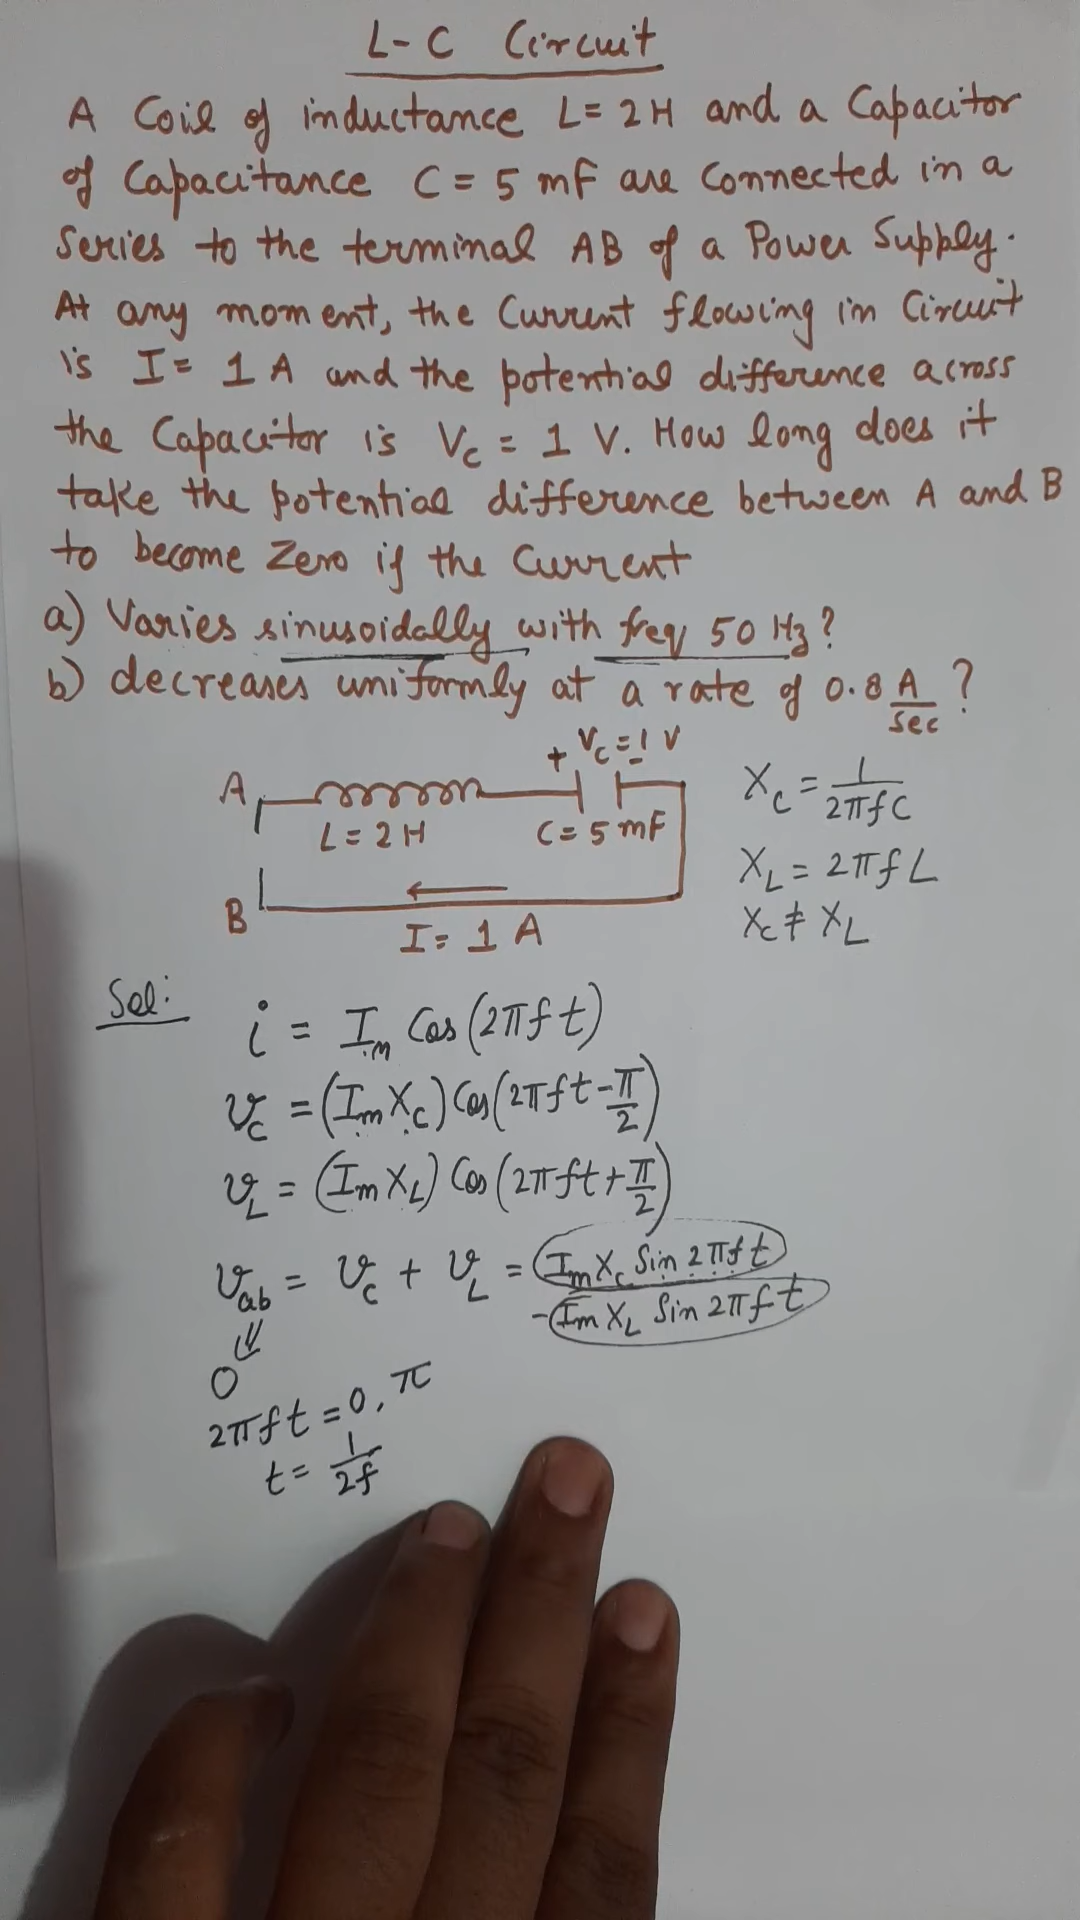 L-C Circuit
A Coil of inductance L = 2 H and a Capacitor
of Capacitance C = 5 mF are Connected in a
Series to the terminal AB of a Power Supply.
At any moment, the Current flowing in Circuit
is I = 1 A and the potential difference across
the Capacitor is Vc = 1 V. How long does it
take the potential difference between A and B
to become Zero if the Current
a) Varies sinusoidally with freq 50 Hz?
b) decreases uniformly at a rate of 0.8 A/sec ?
+ Vc = 1 V -
A
L = 2 H
C = 5 mF
B
I = 1 A
Xc = 1/2πfC
XL = 2πfL
Xc ≠ XL
Sol:
i = Im Cos(2πft)
vc = (Im Xc) Cos(2πft - π/2)
vL = (Im XL) Cos(2πft + π/2)
vab = vc + vL = Im Xc Sin 2πft
- Im XL Sin 2πft
⇓
0
2πft = 0, π
t = 1/2f